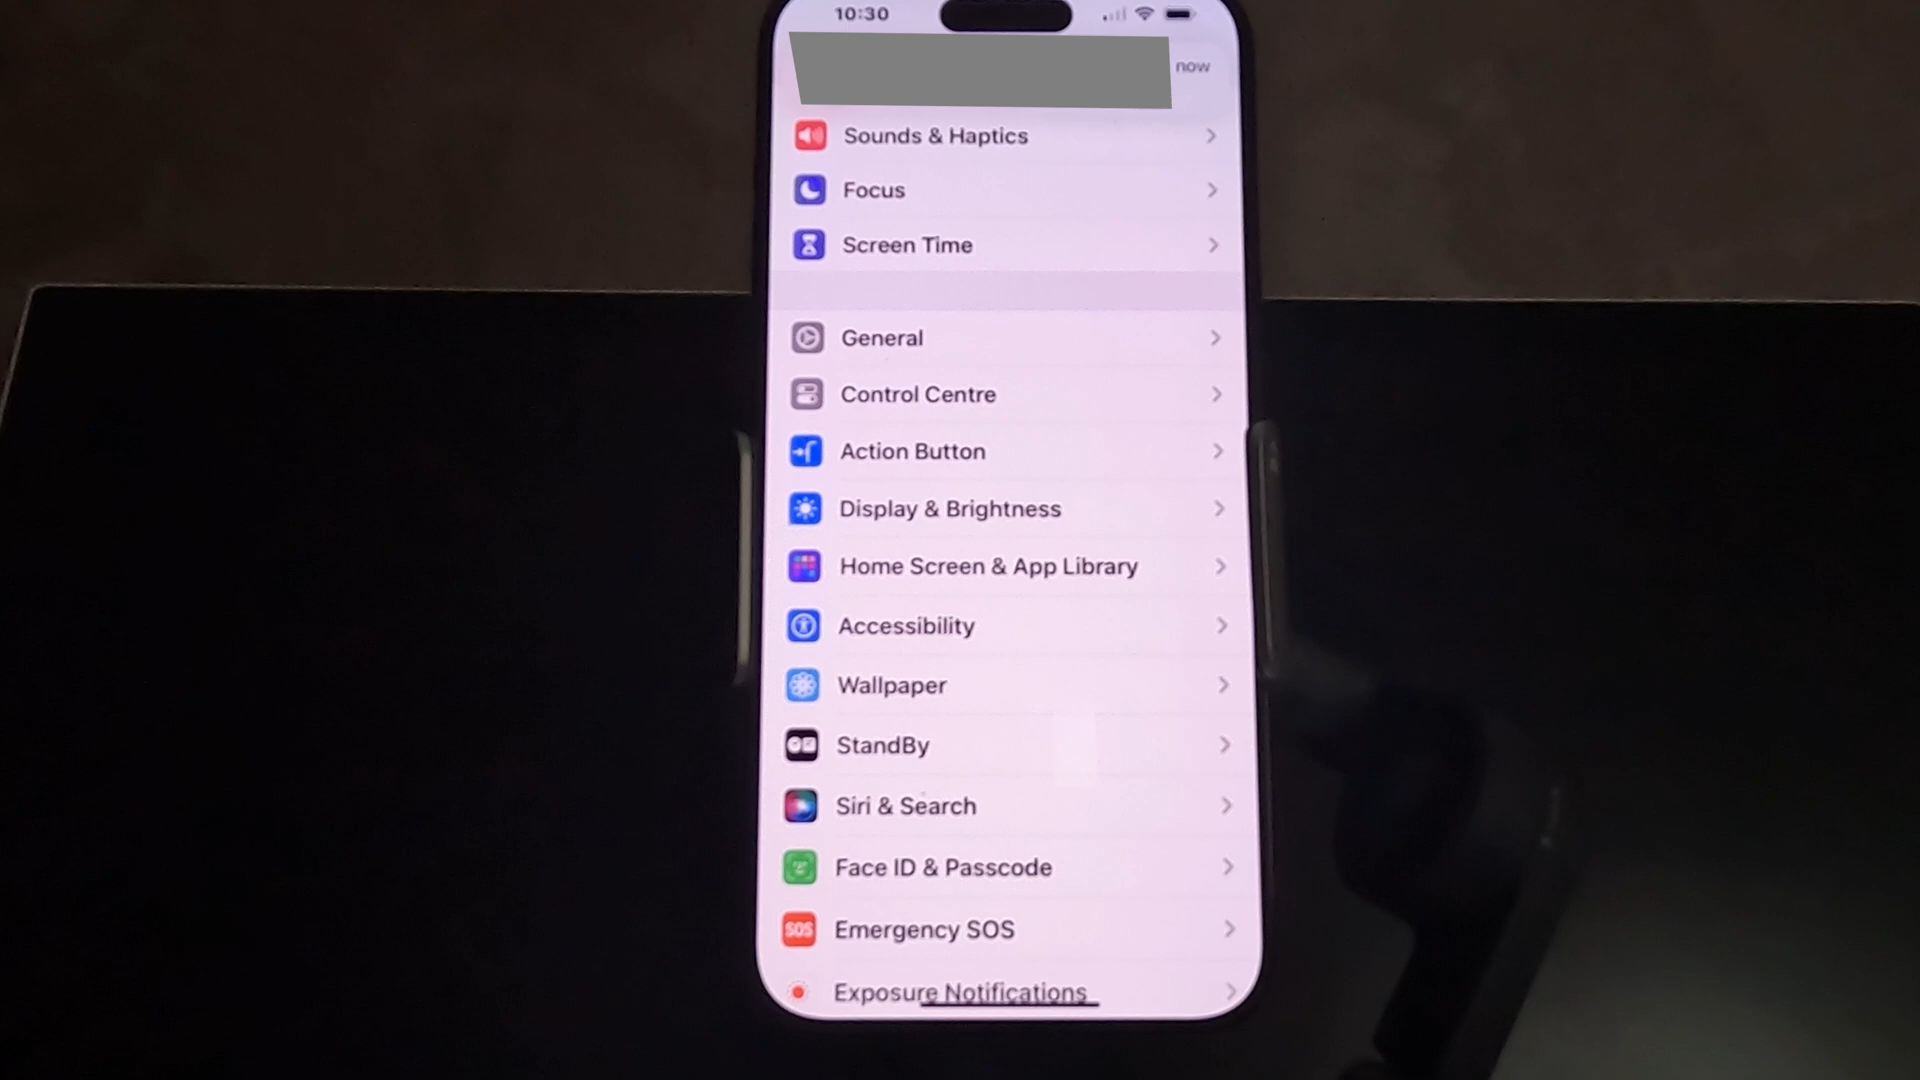 10:30
now
Sounds & Haptics
Focus
Screen Time
General
Control Centre
Action Button
Display & Brightness
Home Screen & App Library
Accessibility
Wallpaper
StandBy
Siri & Search
Face ID & Passcode
SOS Emergency SOS
Exposure Notifications